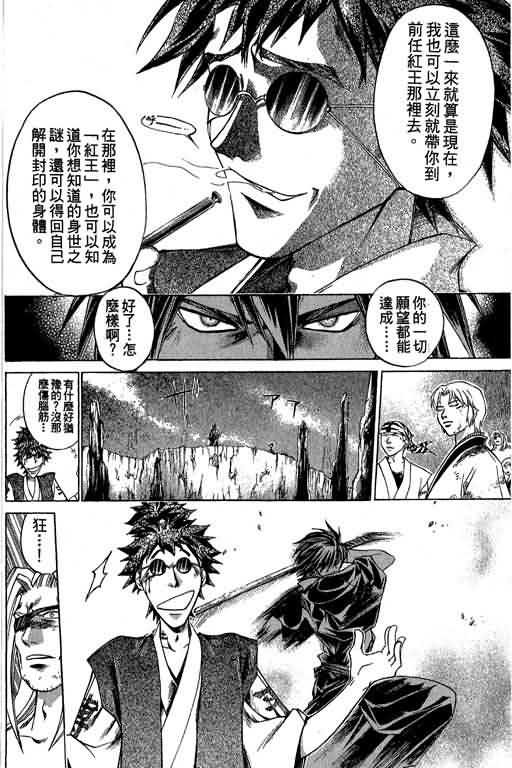 這麼一來就算是現在，
我也可以立刻就帶你到
前任紅王那裡去。
在那裡，你可以成為
「紅王」，也可以知
道你想知道的身世之
謎，還可以得回自己
解開封印的身體。
你的一切
願望都能
達成…
好了…怎
麼樣啊？
有什麼好猶
豫的？沒那
麼傷腦筋…
狂…！